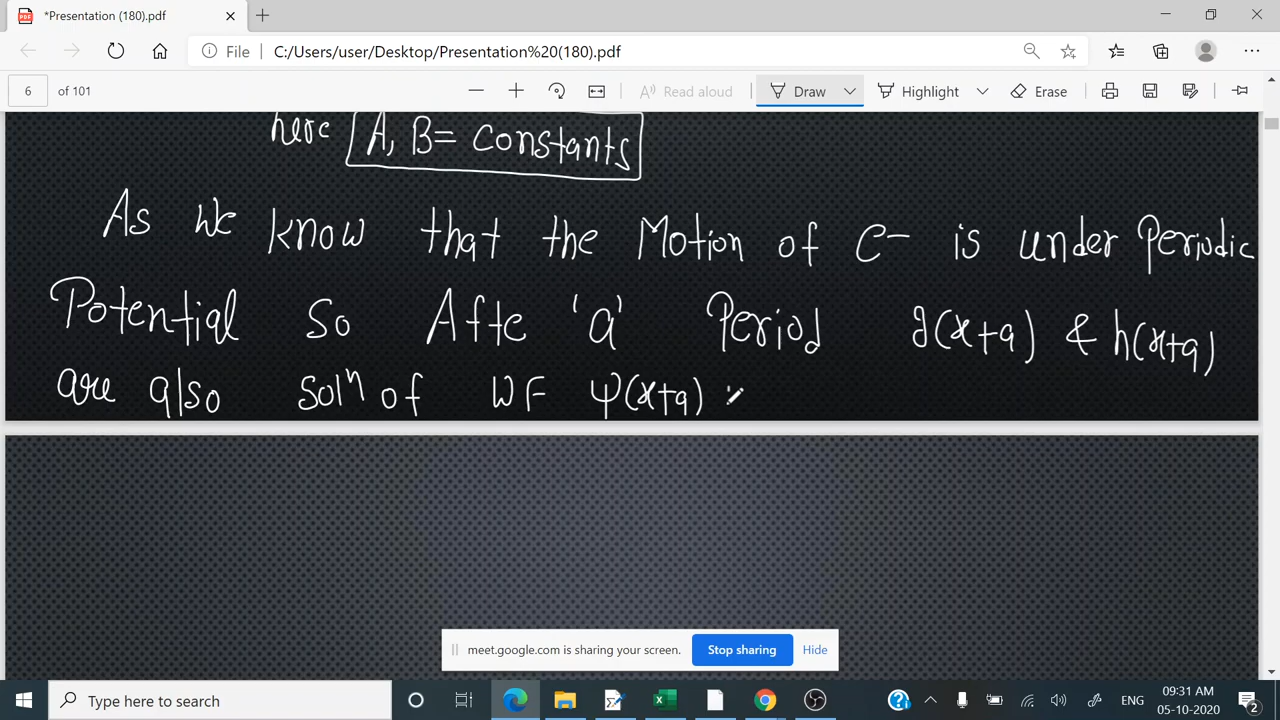 *Presentation (180).pdf
File
C:/Users/user/Desktop/Presentation%20(180).pdf
6 of 101
Read aloud
Draw
Highlight
Erase
here A, B = Constants
As We know that the Motion of e- is under Periodic
Potential So Afte 'a' Period g(x+a) & h(x+a)
are also Solⁿ of WF ψ(x+a)
meet.google.com is sharing your screen.
Stop sharing
Hide
Type here to search
ENG
09:31 AM
05-10-2020
2